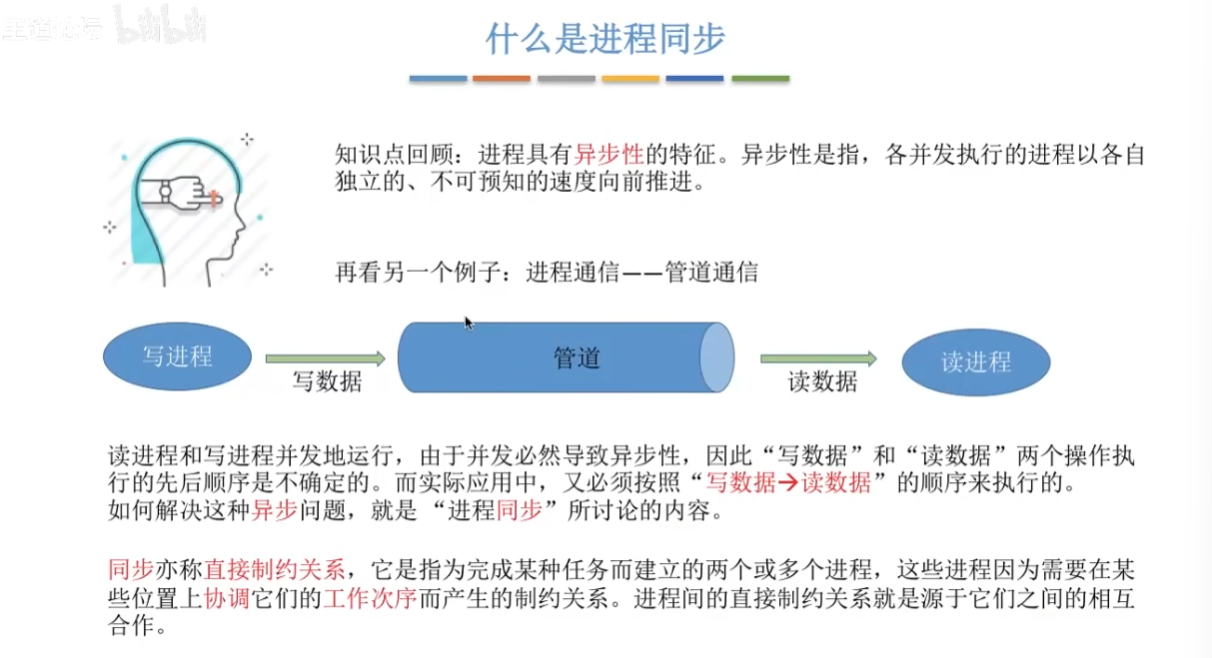 bilibili
什么是进程同步
知识点回顾：进程具有异步性的特征。异步性是指，各并发执行的进程以各自
独立的、不可预知的速度向前推进。
再看另一个例子：进程通信——管道通信
写进程
写数据
管道
读数据
读进程
读进程和写进程并发地运行，由于并发必然导致异步性，因此“写数据”和“读数据”两个操作执
行的先后顺序是不确定的。而实际应用中，又必须按照“写数据→读数据”的顺序来执行的。
如何解决这种异步问题，就是 “进程同步”所讨论的内容。
同步亦称直接制约关系，它是指为完成某种任务而建立的两个或多个进程，这些进程因为需要在某
些位置上协调它们的工作次序而产生的制约关系。进程间的直接制约关系就是源于它们之间的相互
合作。